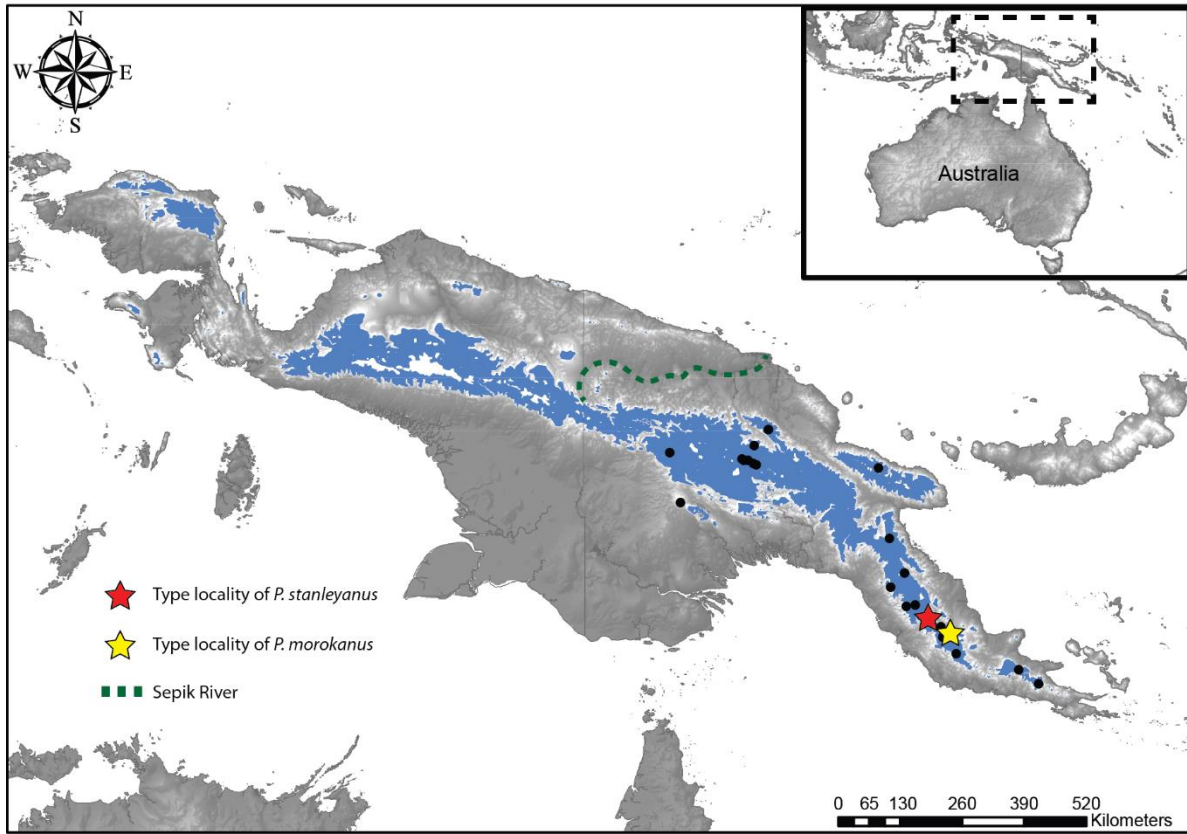 N
W
E
S
Australia
Type locality of P. stanleyanus
Type locality of P. morokanus
Sepik River
0 65 130 260 390 520
Kilometers